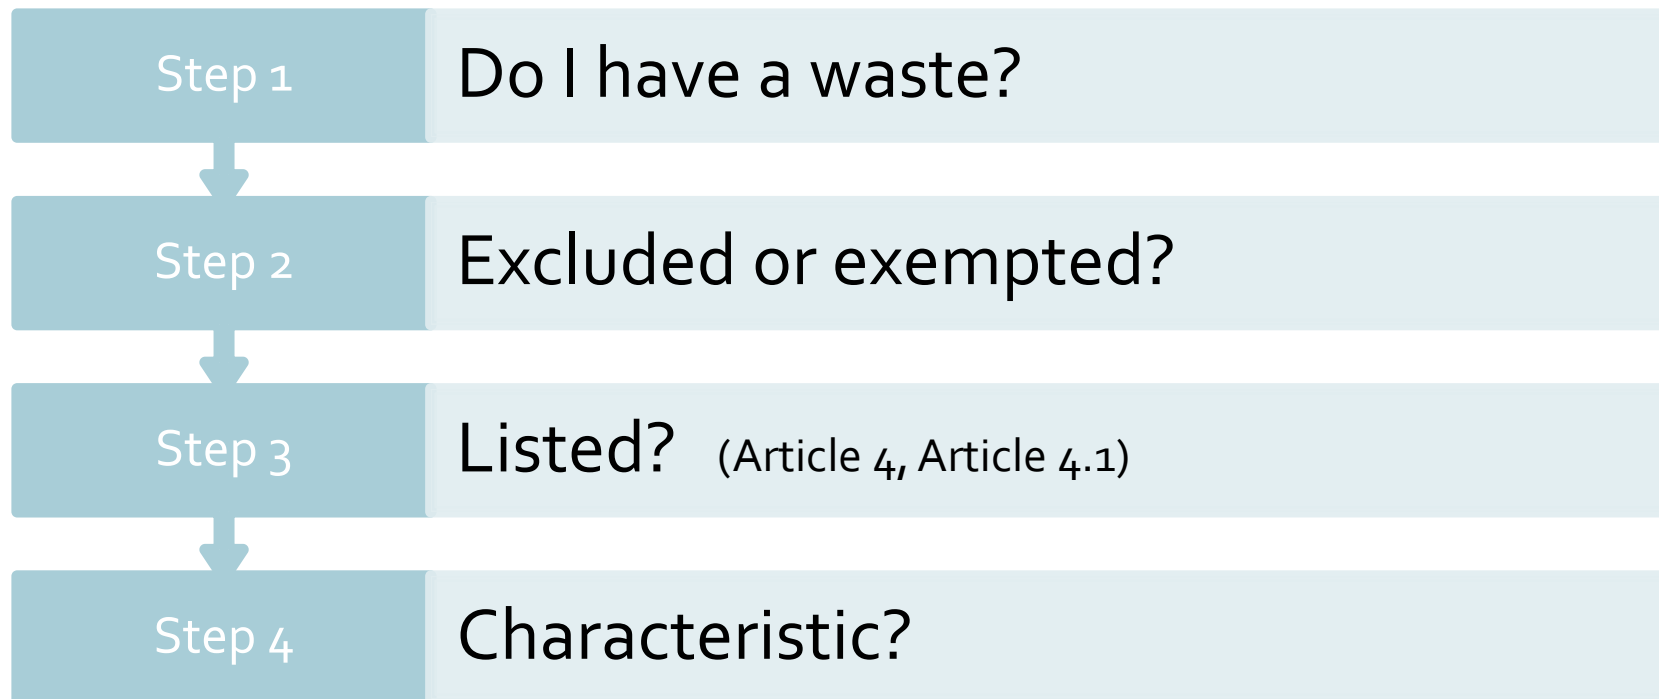 Step 1
Do I have a waste?
Step 2
Excluded or exempted?
Step 3
Listed? (Article 4, Article 4.1)
Step 4
Characteristic?